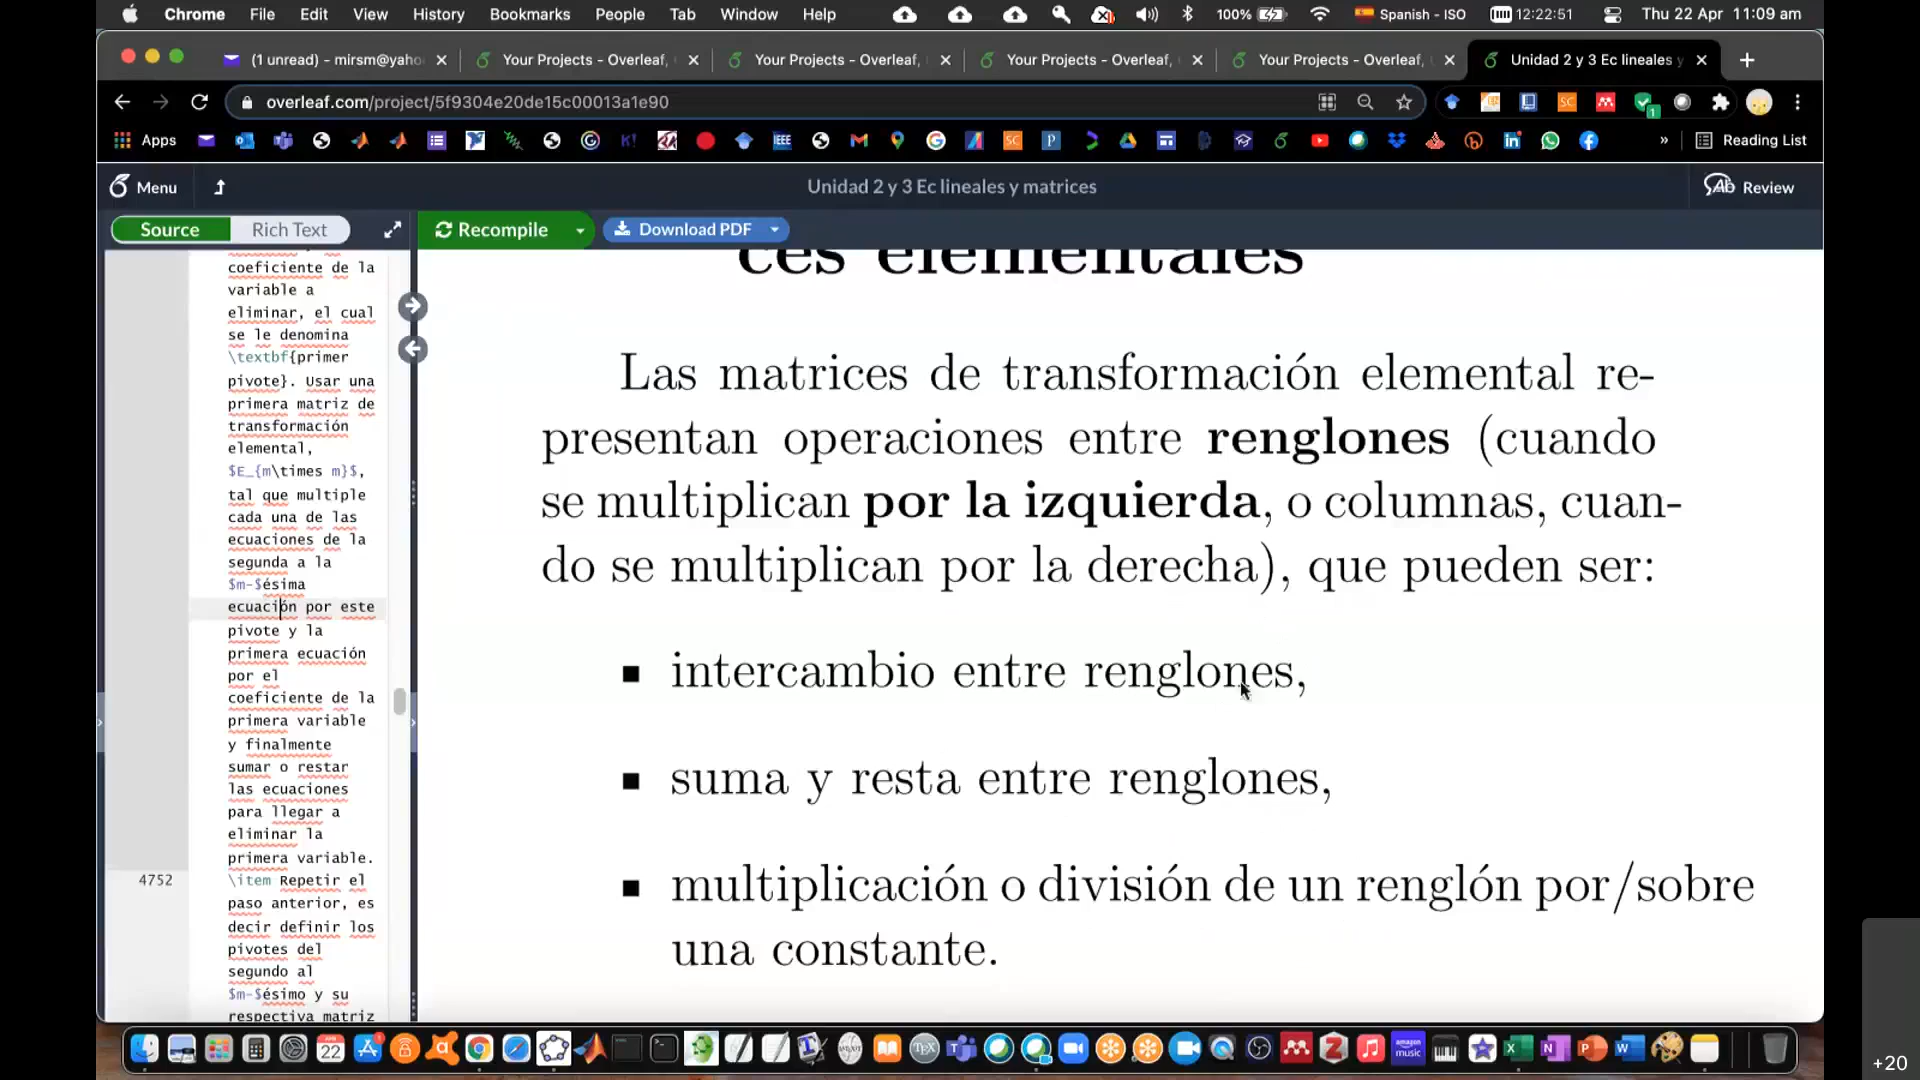 Chrome File Edit View History Bookmarks People Tab Window Help 100% Spanish - ISO 12:22:51 Thu 22 Apr 11:09 am
(1 unread) - mirsm@yaho Your Projects - Overleaf, Your Projects - Overleaf, Your Projects - Overleaf, Your Projects - Overleaf, Unidad 2 y 3 Ec lineales y
overleaf.com/project/5f9304e20de15c00013a1e90
Apps IEEE SC P » Reading List
Menu Unidad 2 y 3 Ec lineales y matrices Review
Source Rich Text Recompile Download PDF
coeficiente de la
variable a
eliminar, el cual
se le denomina
\textbf{primer
pivote}. Usar una
primera matriz de
transformación
elemental,
$E_{m\times m}$,
tal que multiple
cada una de las
ecuaciones de la
segunda a la
$m-$ésima
ecuación por este
pivote y la
primera ecuación
por el
coeficiente de la
primera variable
y finalmente
sumar o restar
las ecuaciones
para llegar a
eliminar la
primera variable.
4752 \item Repetir el
paso anterior, es
decir definir los
pivotes del
segundo al
$m-$ésimo y su
respectiva matriz
ces elementales
Las matrices de transformación elemental re-
presentan operaciones entre renglones (cuando
se multiplican por la izquierda, o columnas, cuan-
do se multiplican por la derecha), que pueden ser:
▪ intercambio entre renglones,
▪ suma y resta entre renglones,
▪ multiplicación o división de un renglón por/sobre
una constante.
+20